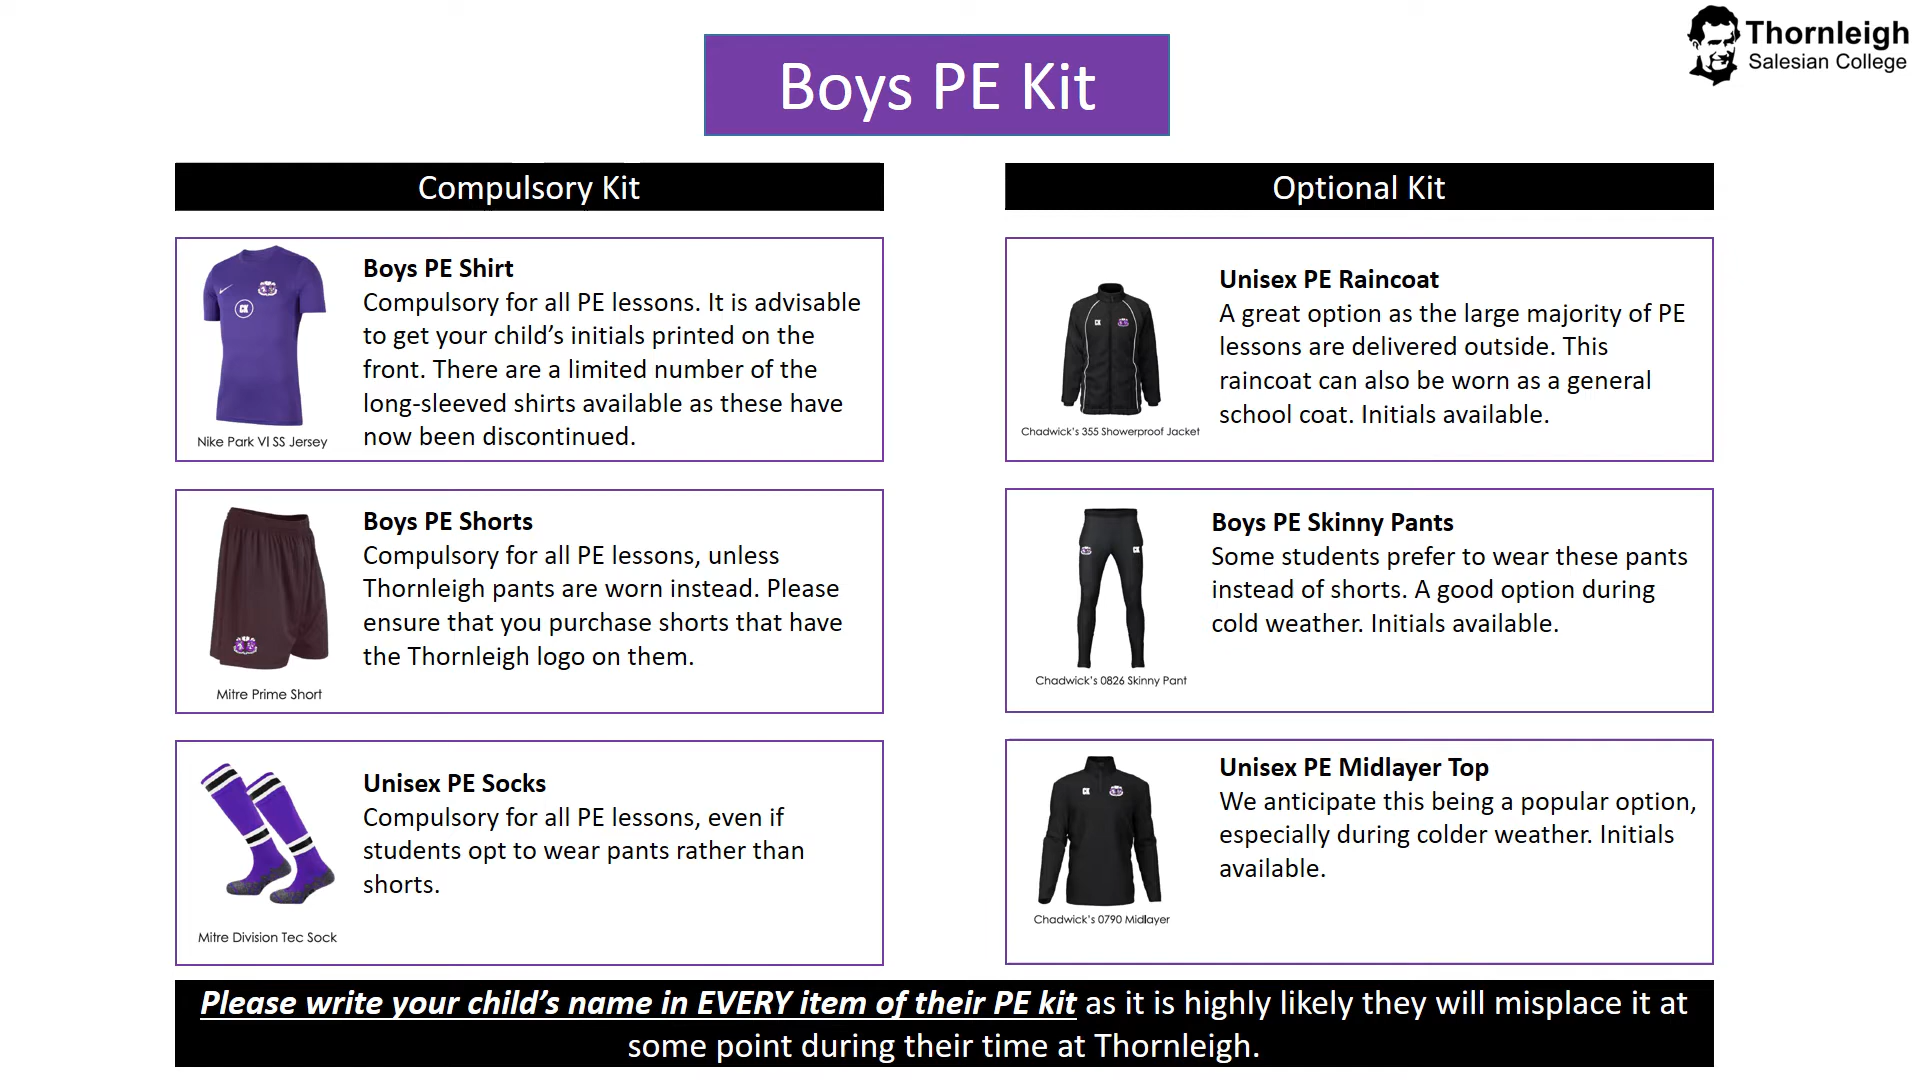 Thornleigh
Salesian College
Boys PE Kit
Compulsory Kit
Boys PE Shirt
Compulsory for all PE lessons. It is advisable
to get your child’s initials printed on the
front. There are a limited number of the
long-sleeved shirts available as these have
now been discontinued.
CK
Nike Park VI SS Jersey
Boys PE Shorts
Compulsory for all PE lessons, unless
Thornleigh pants are worn instead. Please
ensure that you purchase shorts that have
the Thornleigh logo on them.
Mitre Prime Short
Unisex PE Socks
Compulsory for all PE lessons, even if
students opt to wear pants rather than
shorts.
Mitre Division Tec Sock
Optional Kit
Unisex PE Raincoat
A great option as the large majority of PE
lessons are delivered outside. This
raincoat can also be worn as a general
school coat. Initials available.
CK
Chadwick’s 355 Showerproof Jacket
Boys PE Skinny Pants
Some students prefer to wear these pants
instead of shorts. A good option during
cold weather. Initials available.
CK
Chadwick’s 0826 Skinny Pant
Unisex PE Midlayer Top
We anticipate this being a popular option,
especially during colder weather. Initials
available.
CK
Chadwick’s 0790 Midlayer
Please write your child’s name in EVERY item of their PE kit as it is highly likely they will misplace it at
some point during their time at Thornleigh.